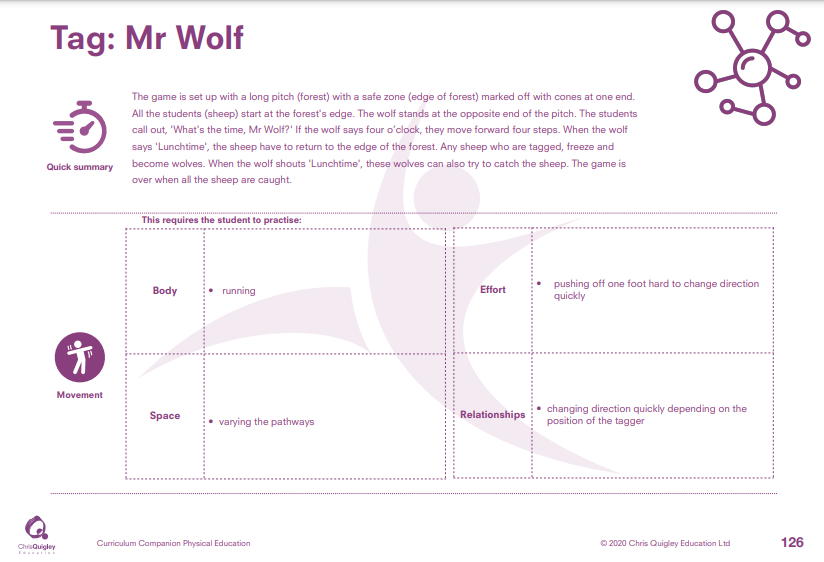 Tag: Mr Wolf
The game is set up with a long pitch (forest) with a safe zone (edge of forest) marked off with cones at one end.
All the students (sheep) start at the forest's edge. The wolf stands at the opposite end of the pitch. The students
call out, 'What's the time, Mr Wolf?' If the wolf says four o'clock, they move forward four steps. When the wolf
says 'Lunchtime', the sheep have to return to the edge of the forest. Any sheep who are tagged, freeze and
become wolves. When the wolf shouts 'Lunchtime', these wolves can also try to catch the sheep. The game is
over when all the sheep are caught.
Quick summary
This requires the student to practise:
Body
• running
Effort
• pushing off one foot hard to change direction
quickly
Movement
Space
• varying the pathways
Relationships
• changing direction quickly depending on the
position of the tagger
ChrisQuigley
Education
Curriculum Companion Physical Education
© 2020 Chris Quigley Education Ltd
126